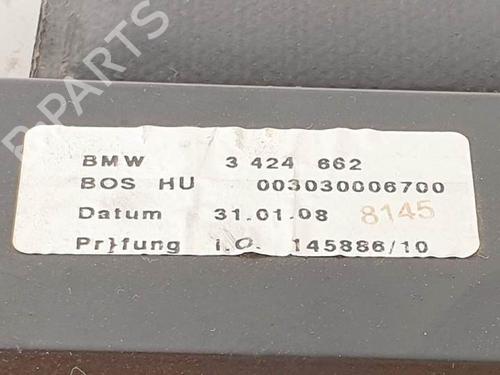 B-PARTS
BMW 3 424 662
BOS HU 003030006700
Datum 31.01.08 8145
Pr}fung I.O. 145886/10